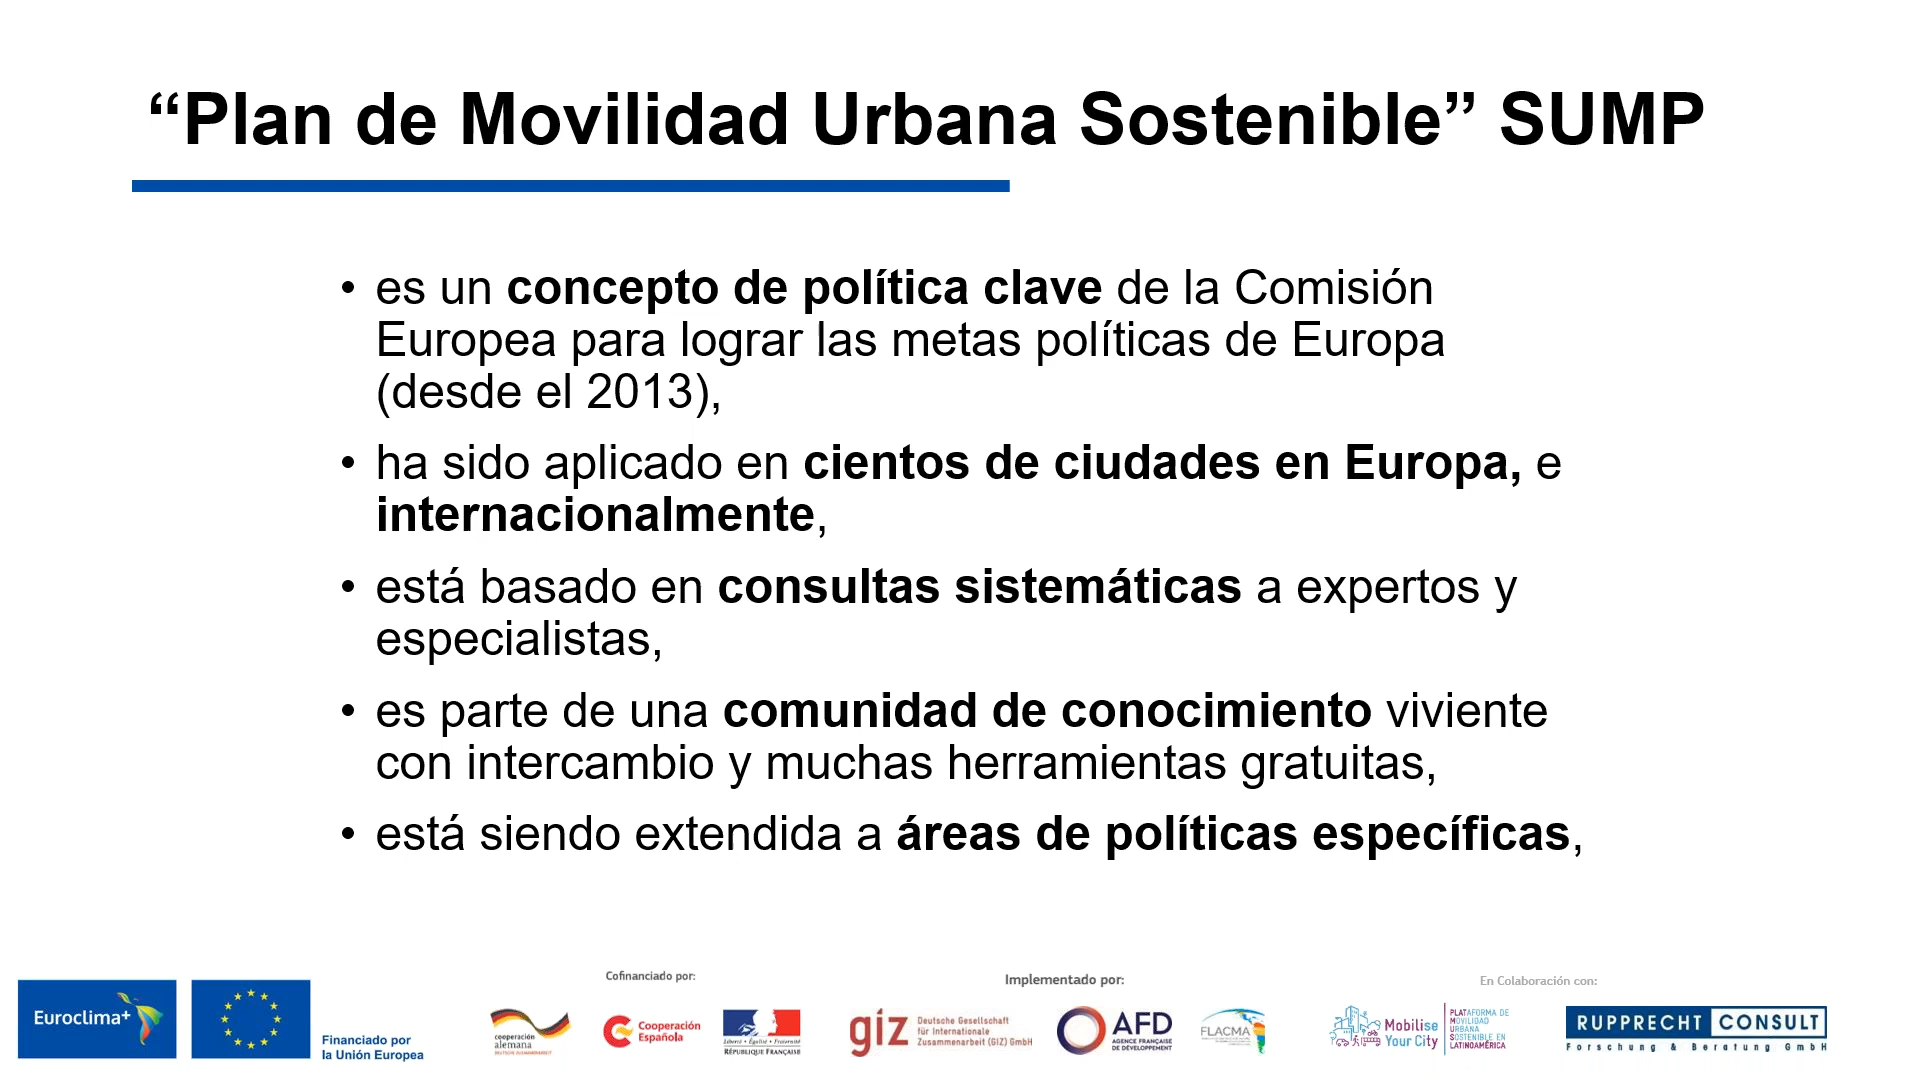 “Plan de Movilidad Urbana Sostenible” SUMP
• es un concepto de política clave de la Comisión
Europea para lograr las metas políticas de Europa
(desde el 2013),
• ha sido aplicado en cientos de ciudades en Europa, e
internacionalmente,
• está basado en consultas sistemáticas a expertos y
especialistas,
• es parte de una comunidad de conocimiento viviente
con intercambio y muchas herramientas gratuitas,
• está siendo extendida a áreas de políticas específicas,
Euroclima+
Financiado por
la Unión Europea
Cofinanciado por:
cooperación
alemana
DEUTSCHE ZUSAMMENARBEIT
Cooperación
Española
Liberté • Égalité • Fraternité
RÉPUBLIQUE FRANÇAISE
Implementado por:
giz
Deutsche Gesellschaft
für Internationale
Zusammenarbeit (GIZ) GmbH
AFD
AGENCE FRANÇAISE
DE DÉVELOPPEMENT
FLACMA
En Colaboración con:
Mobilise
Your City
PLATAFORMA DE
MOVILIDAD
URBANA
SOSTENIBLE EN
LATINOAMÉRICA
RUPPRECHT CONSULT
Forschung & Beratung GmbH